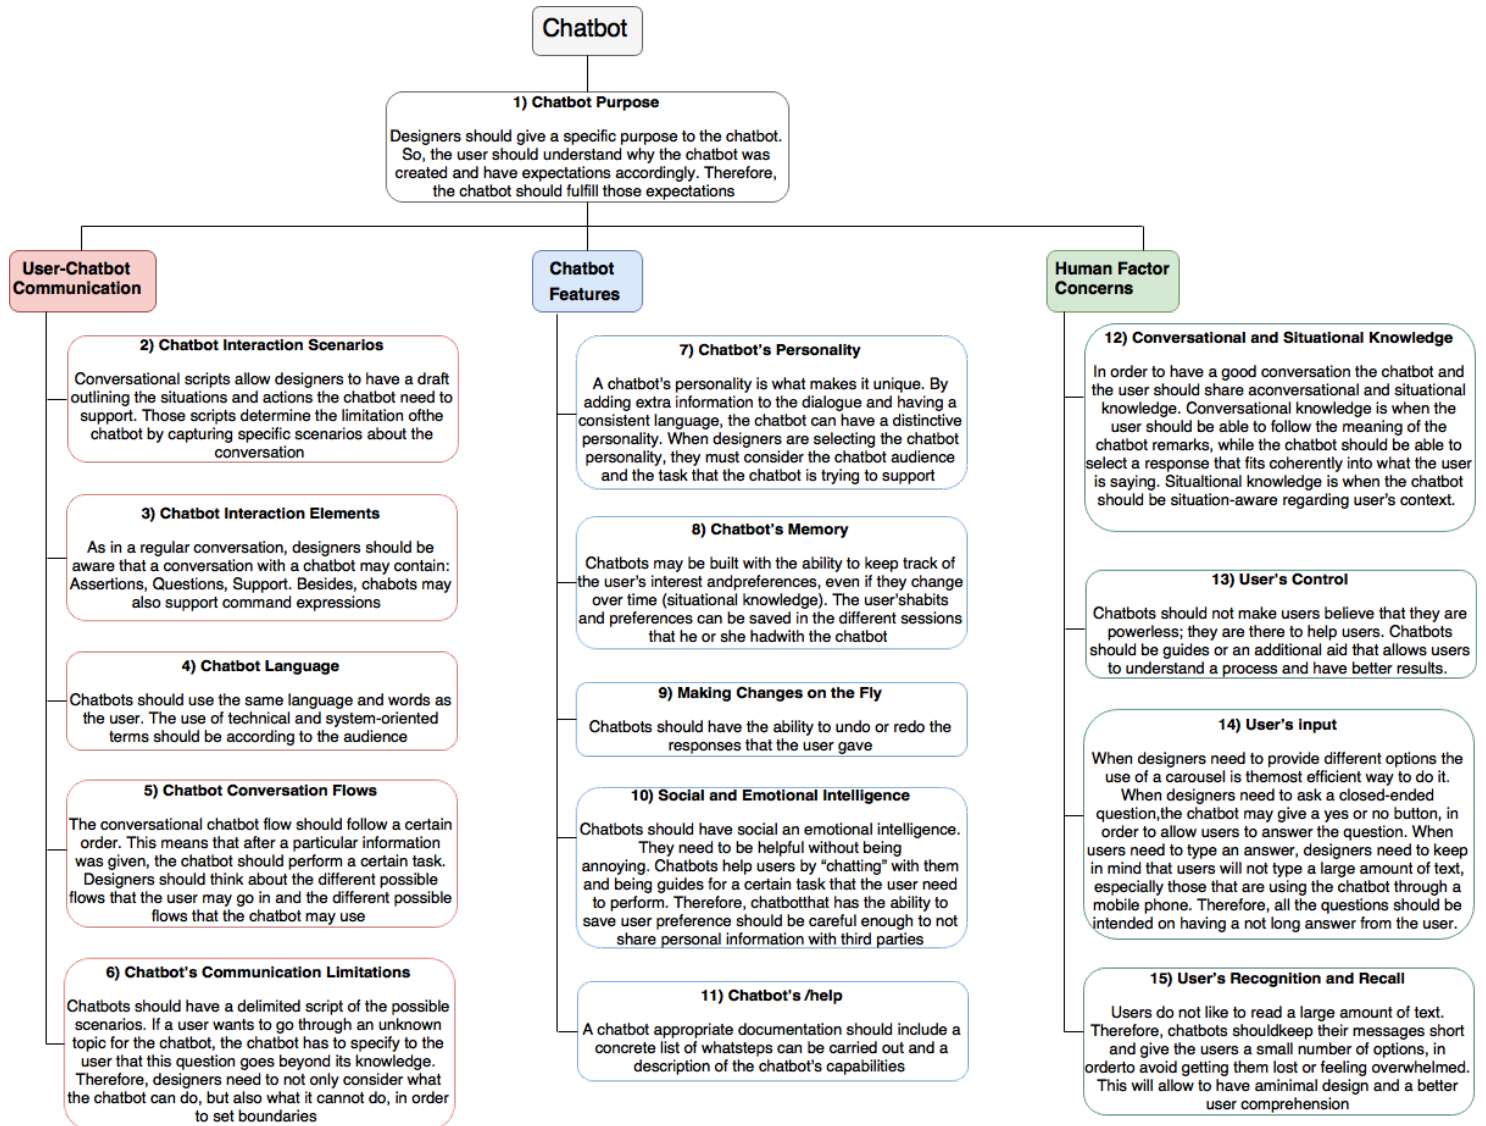 Chatbot
1) Chatbot Purpose
Designers should give a specific purpose to the chatbot.
So, the user should understand why the chatbot was
created and have expectations accordingly. Therefore,
the chatbot should fulfill those expectations
User-Chatbot
Communication
2) Chatbot Interaction Scenarios
Conversational scripts allow designers to have a draft
outlining the situations and actions the chatbot need to
support. Those scripts determine the limitation ofthe
chatbot by capturing specific scenarios about the
conversation
3) Chatbot Interaction Elements
As in a regular conversation, designers should be
aware that a conversation with a chatbot may contain:
Assertions, Questions, Support. Besides, chabots may
also support command expressions
4) Chatbot Language
Chatbots should use the same language and words as
the user. The use of technical and system-oriented
terms should be according to the audience
5) Chatbot Conversation Flows
The conversational chatbot flow should follow a certain
order. This means that after a particular information
was given, the chatbot should perform a certain task.
Designers should think about the different possible
flows that the user may go in and the different possible
flows that the chatbot may use
6) Chatbot's Communication Limitations
Chatbots should have a delimited script of the possible
scenarios. If a user wants to go through an unknown
topic for the chatbot, the chatbot has to specify to the
user that this question goes beyond its knowledge.
Therefore, designers need to not only consider what
the chatbot can do, but also what it cannot do, in order
to set boundaries
Chatbot
Features
7) Chatbot's Personality
A chatbot's personality is what makes it unique. By
adding extra information to the dialogue and having a
consistent language, the chatbot can have a distinctive
personality. When designers are selecting the chatbot
personality, they must consider the chatbot audience
and the task that the chatbot is trying to support
8) Chatbot's Memory
Chatbots may be built with the ability to keep track of
the user's interest andpreferences, even if they change
over time (situational knowledge). The user'shabits
and preferences can be saved in the different sessions
that he or she hadwith the chatbot
9) Making Changes on the Fly
Chatbots should have the ability to undo or redo the
responses that the user gave
10) Social and Emotional Intelligence
Chatbots should have social an emotional intelligence.
They need to be helpful without being
annoying. Chatbots help users by “chatting” with them
and being guides for a certain task that the user need
to perform. Therefore, chatbotthat has the ability to
save user preference should be careful enough to not
share personal information with third parties
11) Chatbot's /help
A chatbot appropriate documentation should include a
concrete list of whatsteps can be carried out and a
description of the chatbot's capabilities
Human Factor
Concerns
12) Conversational and Situational Knowledge
In order to have a good conversation the chatbot and
the user should share aconversational and situational
knowledge. Conversational knowledge is when the
user should be able to follow the meaning of the
chatbot remarks, while the chatbot should be able to
select a response that fits coherently into what the user
is saying. Situaltional knowledge is when the chatbot
should be situation-aware regarding user's context.
13) User's Control
Chatbots should not make users believe that they are
powerless; they are there to help users. Chatbots
should be guides or an additional aid that allows users
to understand a process and have better results.
14) User's input
When designers need to provide different options the
use of a carousel is themost efficient way to do it.
When designers need to ask a closed-ended
question,the chatbot may give a yes or no button, in
order to allow users to answer the question. When
users need to type an answer, designers need to keep
in mind that users will not type a large amount of text,
especially those that are using the chatbot through a
mobile phone. Therefore, all the questions should be
intended on having a not long answer from the user.
15) User's Recognition and Recall
Users do not like to read a large amount of text.
Therefore, chatbots shouldkeep their messages short
and give the users a small number of options, in
orderto avoid getting them lost or feeling overwhelmed.
This will allow to have aminimal design and a better
user comprehension